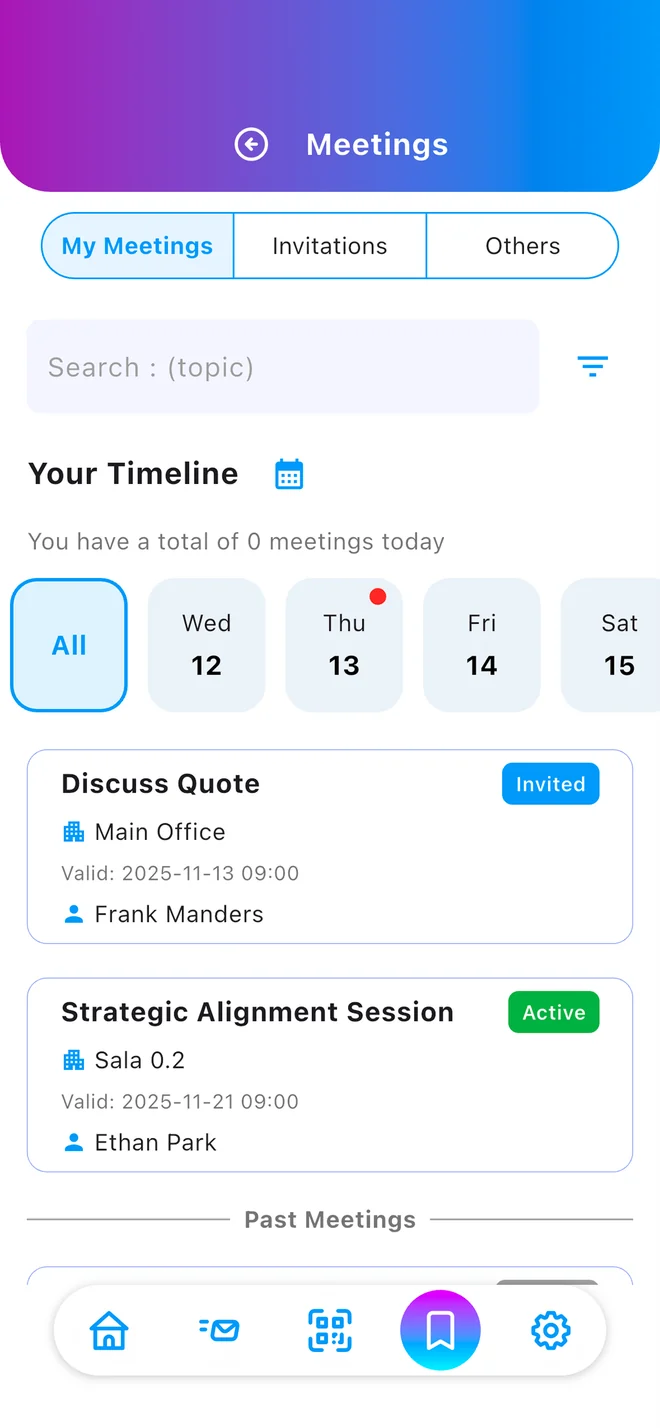 Meetings
My Meetings Invitations Others
Search : (topic)
Your Timeline
You have a total of 0 meetings today
All Wed 12 Thu 13 Fri 14 Sat 15
Discuss Quote Invited
Main Office
Valid: 2025-11-13 09:00
Frank Manders
Strategic Alignment Session Active
Sala 0.2
Valid: 2025-11-21 09:00
Ethan Park
Past Meetings